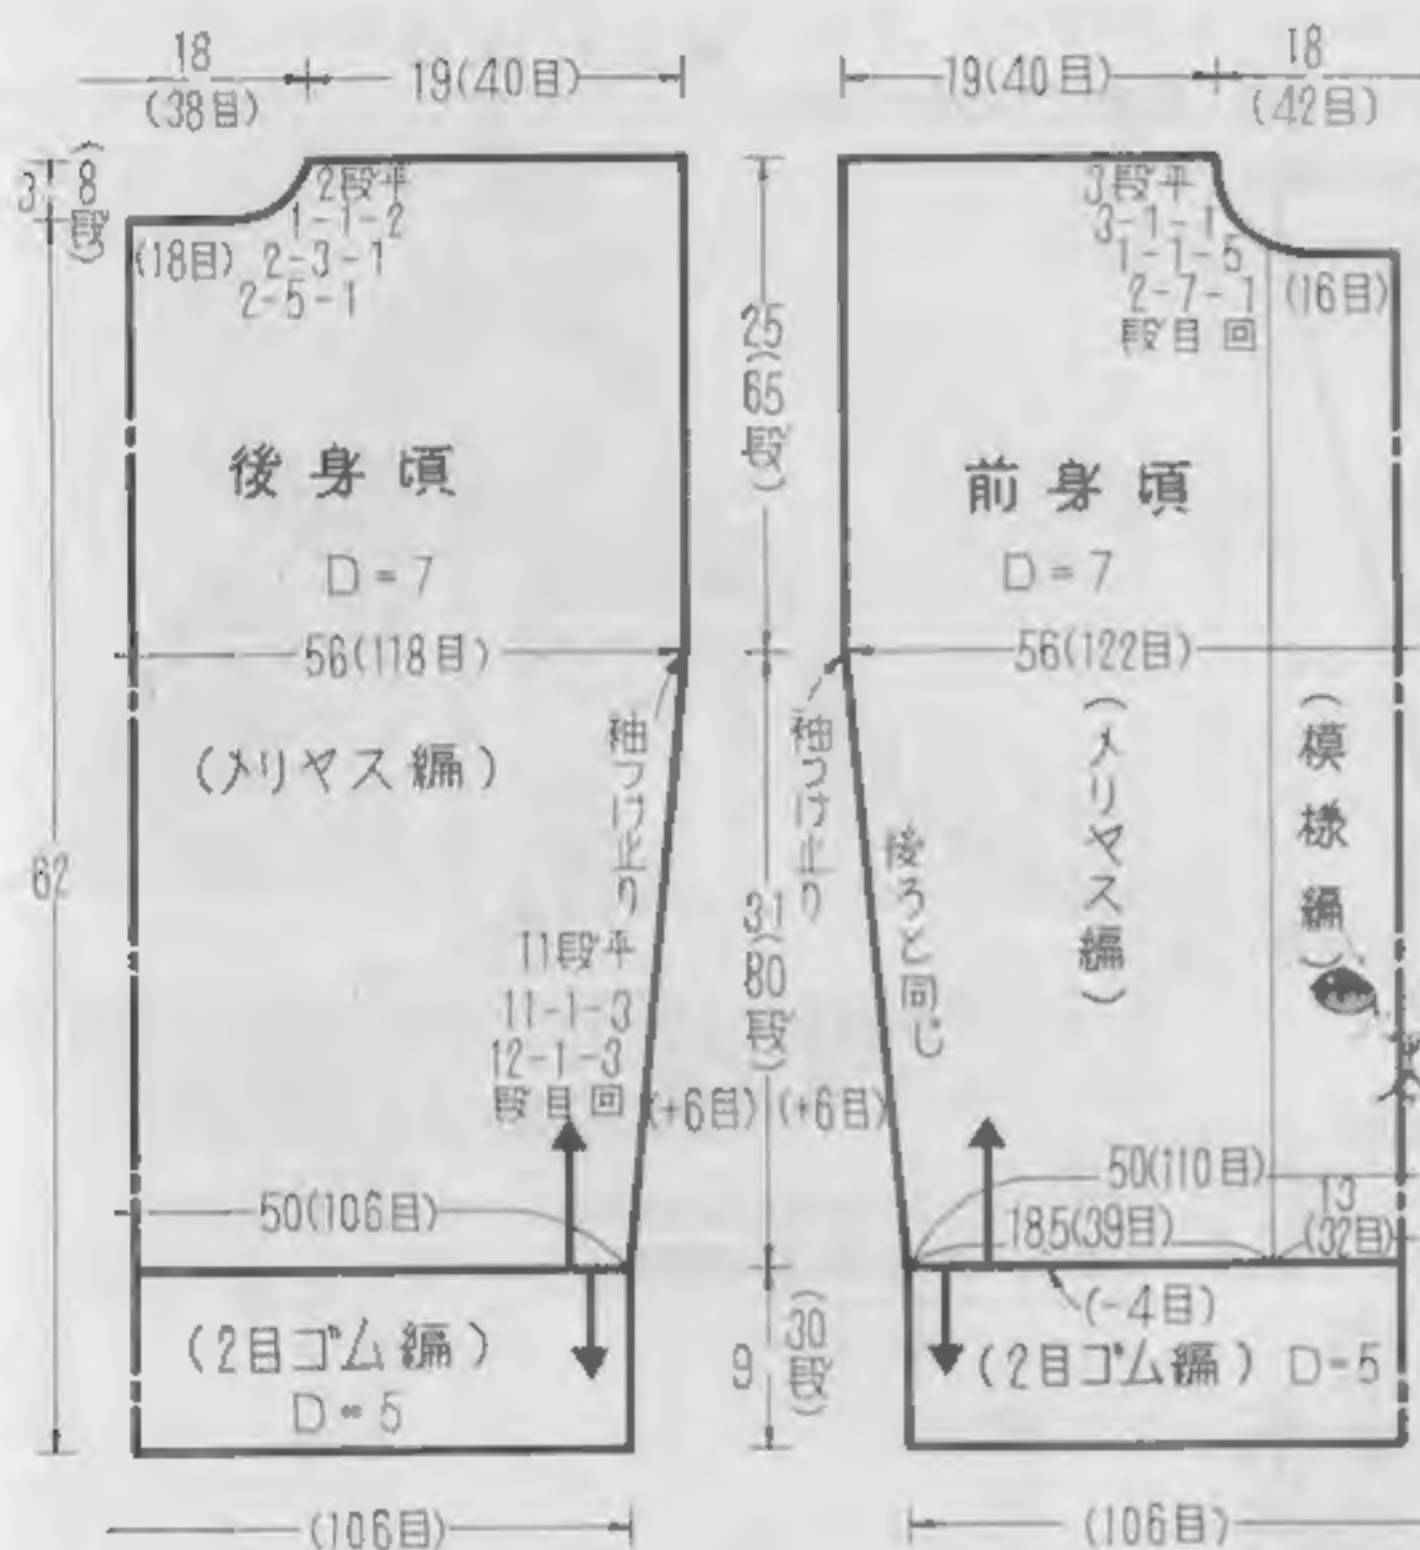 18
(38目)
19(40目)
3
(8段)
2段平
1-1-2
2-3-1
2-5-1
(18目)
後身頃
D=7
56(118目)
(メリヤス編)
袖つけ止り
62
11段平
11-1-3
12-1-3
段目回
(+6目)
50(106目)
(2目ゴム編)
D=5
(106目)
25
(65段)
31
(80段)
9
(30段)
19(40目)
18
(42目)
3段平
3-1-1
1-1-5
2-7-1
段目回
(16目)
前身頃
D=7
56(122目)
袖つけ止り
後ろと同じ
(メリヤス編)
(模様編)
(+6目)
50(110目)
18.5(39目)
13
(32目)
(-4目)
(2目ゴム編) D=5
(106目)